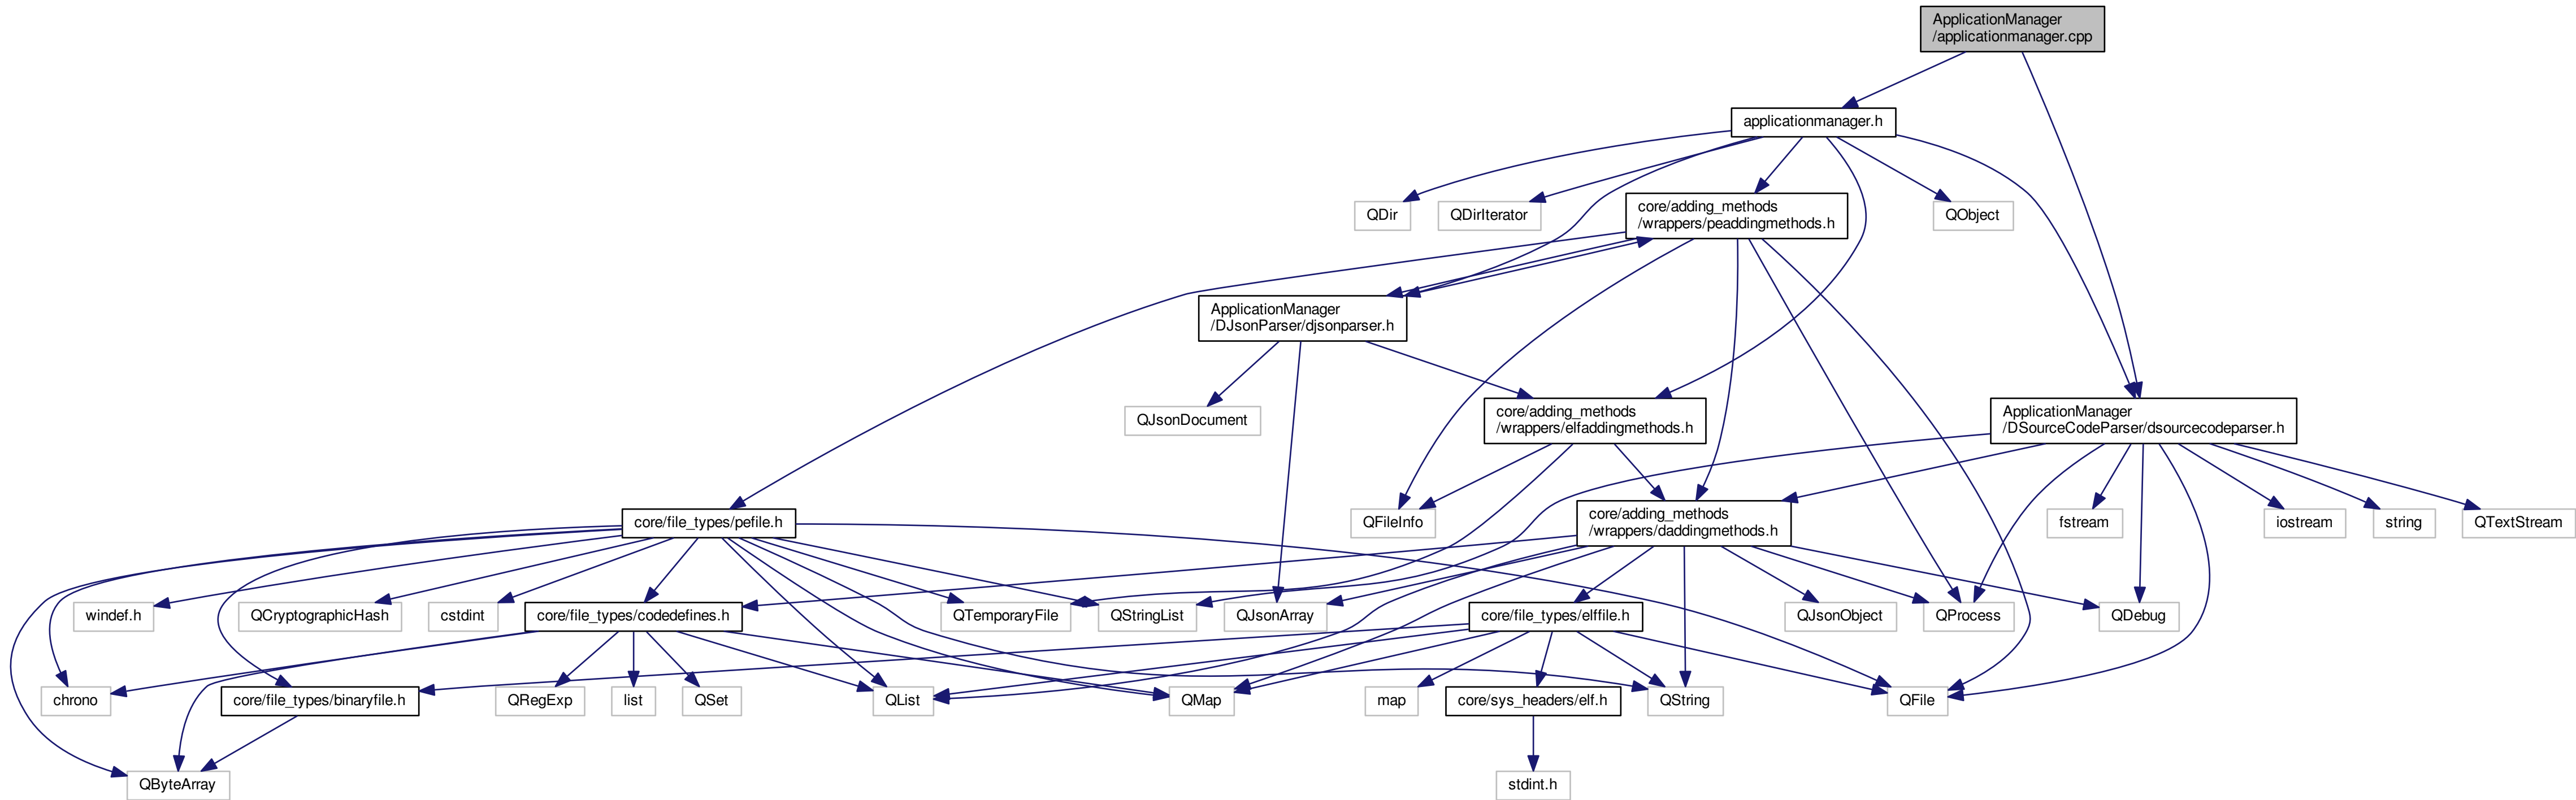 ApplicationManager
/applicationmanager.cpp
applicationmanager.h
QDir
QDirIterator
core/adding_methods
/wrappers/peaddingmethods.h
QObject
ApplicationManager
/DJsonParser/djsonparser.h
QJsonDocument
core/adding_methods
/wrappers/elfaddingmethods.h
ApplicationManager
/DSourceCodeParser/dsourcecodeparser.h
core/file_types/pefile.h
QFileInfo
core/adding_methods
/wrappers/daddingmethods.h
fstream
iostream
string
QTextStream
windef.h
QCryptographicHash
cstdint
core/file_types/codedefines.h
QTemporaryFile
QStringList
QJsonArray
core/file_types/elffile.h
QJsonObject
QProcess
QDebug
chrono
core/file_types/binaryfile.h
QRegExp
list
QSet
QList
QMap
map
core/sys_headers/elf.h
QString
QFile
QByteArray
stdint.h